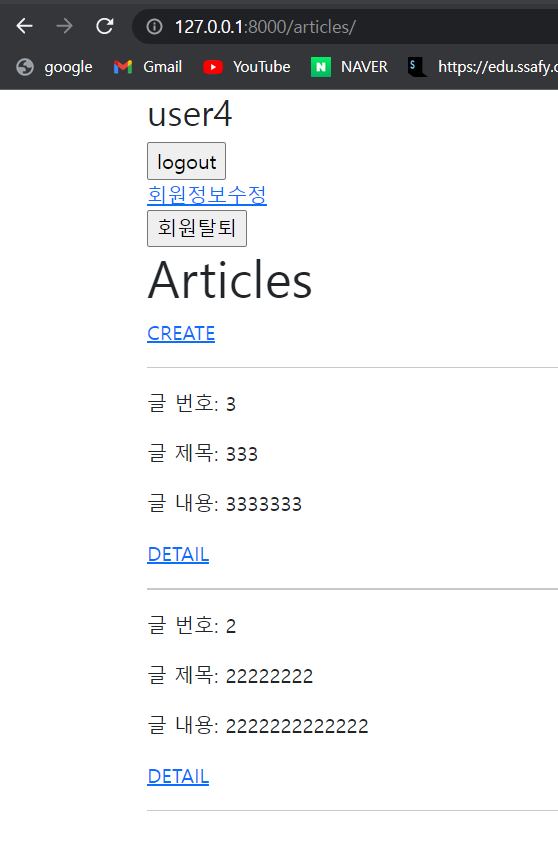 127.0.0.1:8000/articles/
google Gmail YouTube N NAVER S https://edu.ssafy.c
user4
logout
회원정보수정
회원탈퇴
Articles
CREATE
글 번호: 3
글 제목: 333
글 내용: 3333333
DETAIL
글 번호: 2
글 제목: 22222222
글 내용: 2222222222222
DETAIL